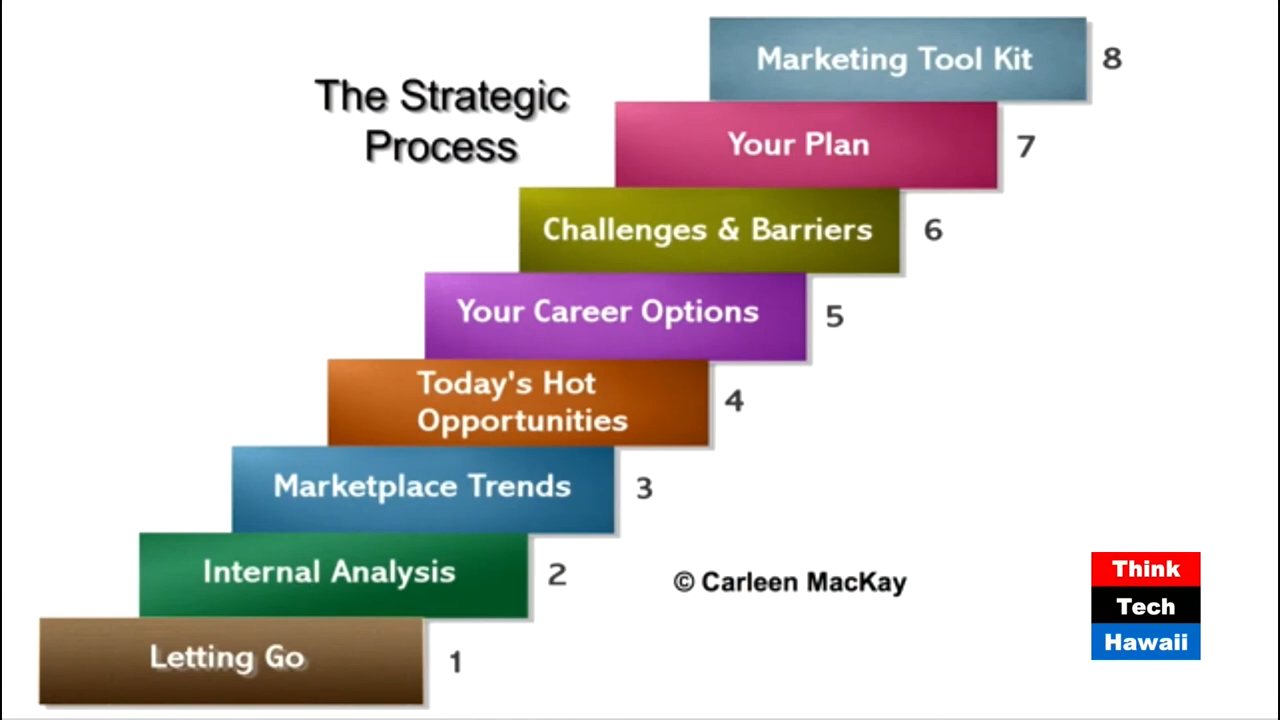 The Strategic
Process
Marketing Tool Kit 8
Your Plan 7
Challenges & Barriers 6
Your Career Options 5
Today's Hot
Opportunities 4
Marketplace Trends 3
Internal Analysis 2
Letting Go 1
© Carleen MacKay
Think
Tech
Hawaii